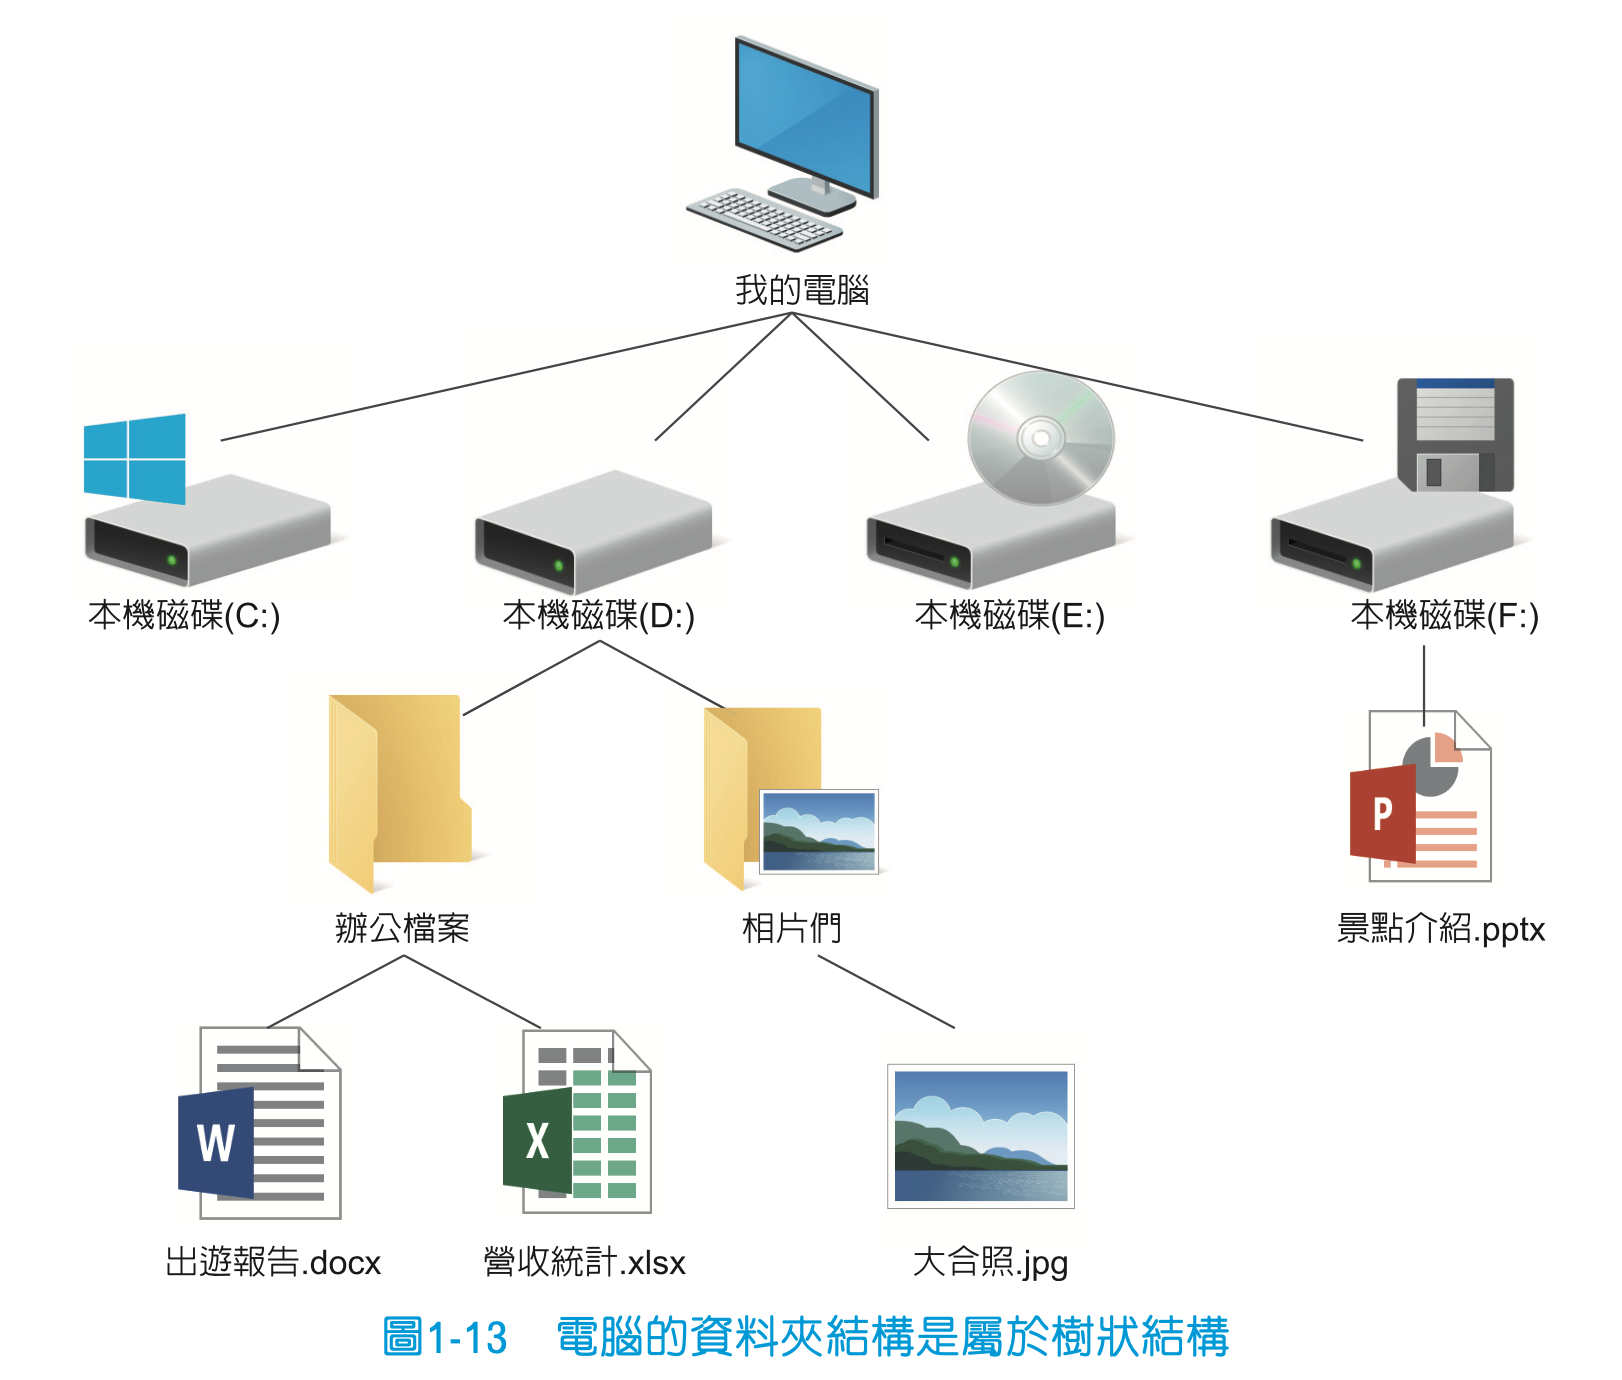 我的電腦
本機磁碟(C:)
本機磁碟(D:)
本機磁碟(E:)
本機磁碟(F:)
P
辦公檔案
相片們
景點介紹.pptx
W
X
出遊報告.docx
營收統計.xlsx
大合照.jpg
圖1-13 電腦的資料夾結構是屬於樹狀結構